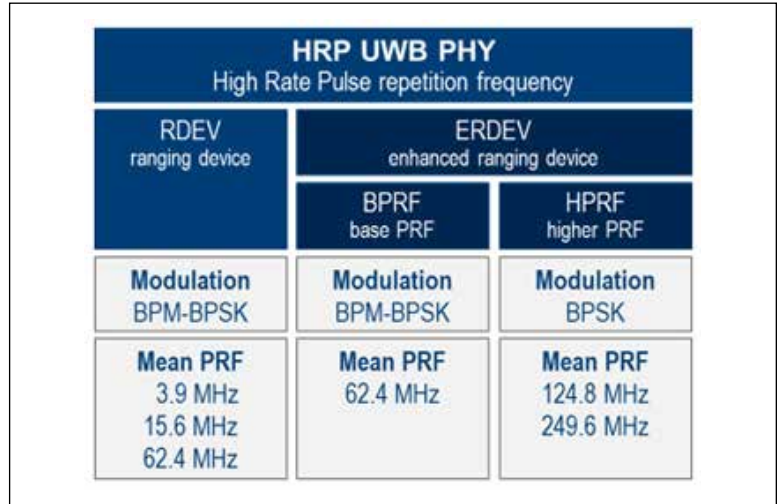 HRP UWB PHY
High Rate Pulse repetition frequency
RDEV
ranging device
ERDEV
enhanced ranging device
BPRF
base PRF
HPRF
higher PRF
Modulation
BPM-BPSK
Modulation
BPM-BPSK
Modulation
BPSK
Mean PRF
3.9 MHz
15.6 MHz
62.4 MHz
Mean PRF
62.4 MHz
Mean PRF
124.8 MHz
249.6 MHz